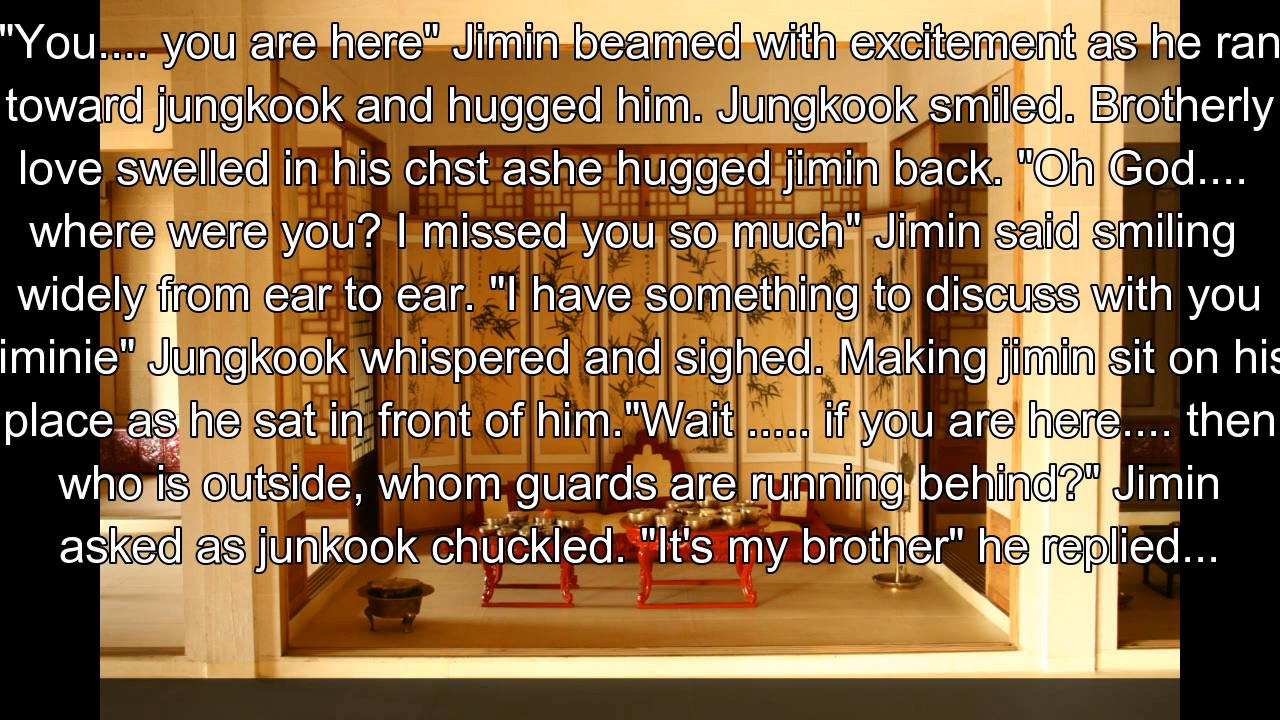 "You.... you are here" Jimin beamed with excitement as he ran
toward jungkook and hugged him. Jungkook smiled. Brotherly
love swelled in his chst ashe hugged jimin back. "Oh God....
where were you? I missed you so much" Jimin said smiling
widely from ear to ear. "I have something to discuss with you
iminie" Jungkook whispered and sighed. Making jimin sit on his
place as he sat in front of him."Wait ..... if you are here.... then
who is outside, whom guards are running behind?" Jimin
asked as junkook chuckled. "It's my brother" he replied...